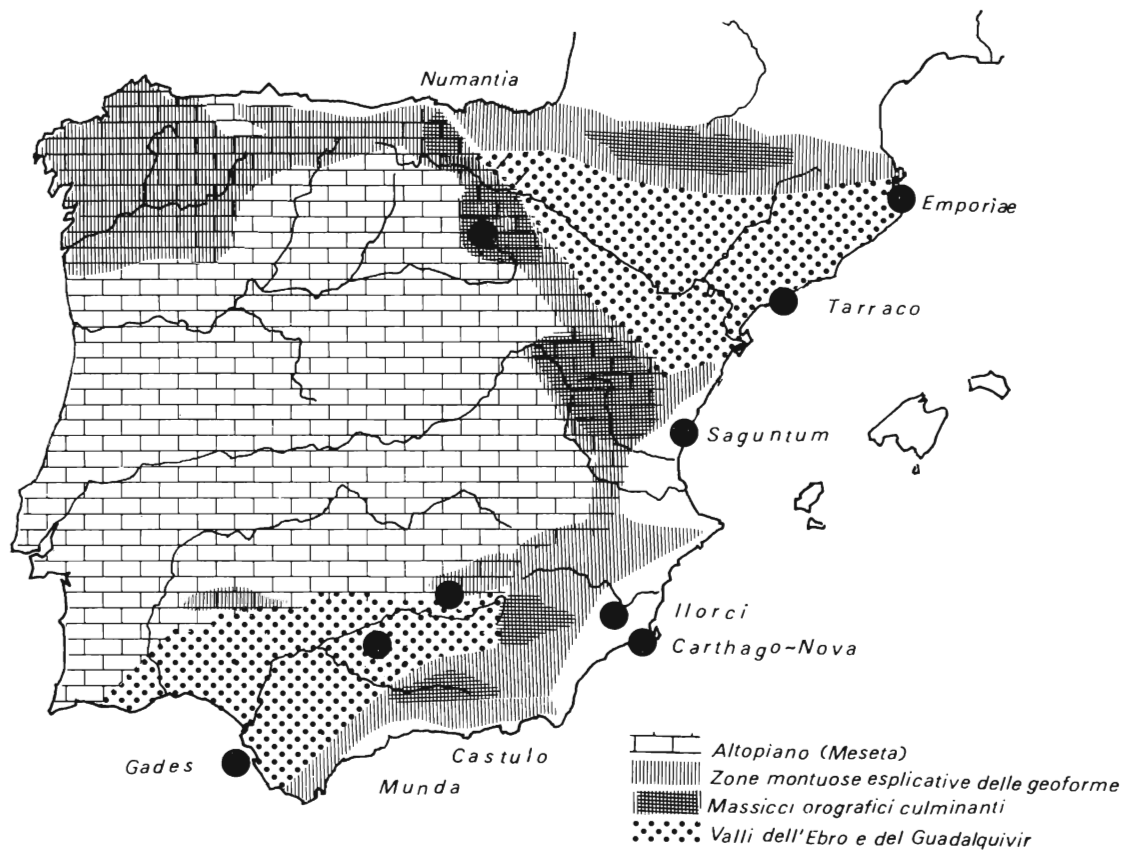 Numantia
Emporiæ
Tarraco
Saguntum
Ilorci
Carthago~Nova
Castulo
Gades
Munda
Altopiano (Meseta)
Zone montuose esplicative delle geoforme
Massicci orografici culminanti
Valli dell'Ebro e del Guadalquivir